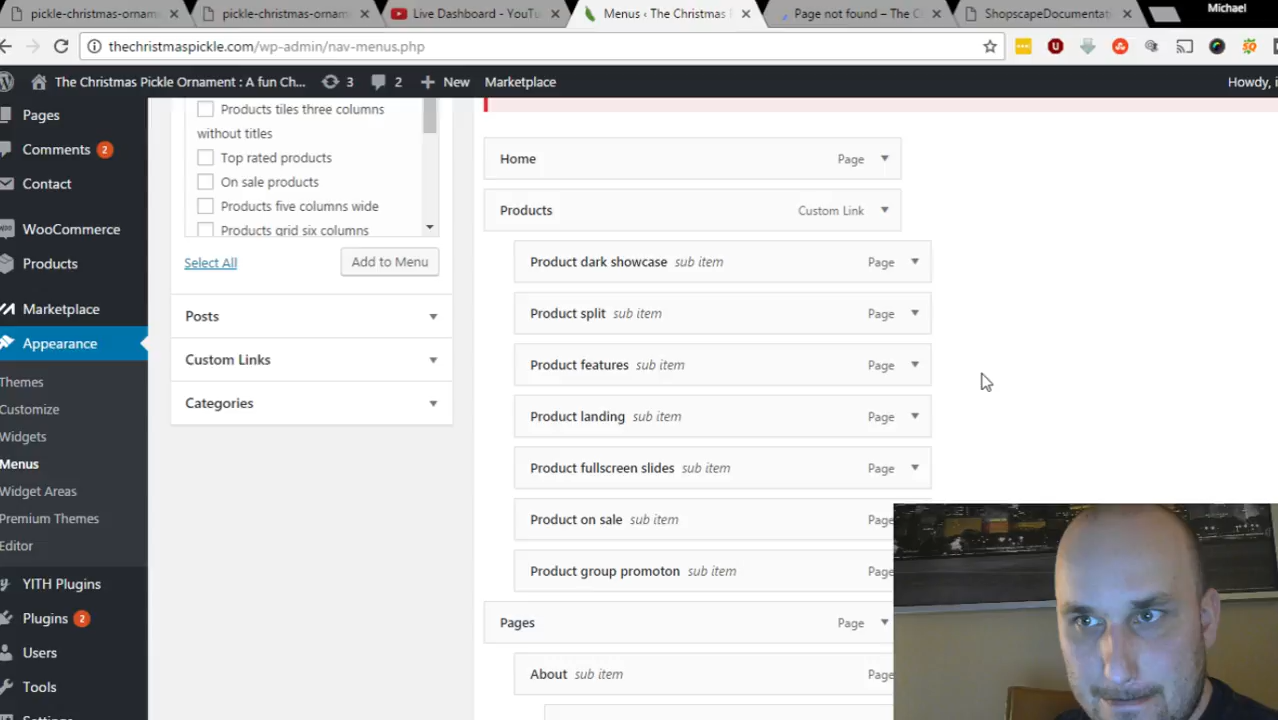 pickle-christmas-ornam
pickle-christmas-ornam
Live Dashboard - YouTu
Menus ‹ The Christmas P
Page not found – The C
ShopscapeDocumentat
Michael
thechristmaspickle.com/wp-admin/nav-menus.php
The Christmas Pickle Ornament : A fun Ch...
3
2
New
Marketplace
Howdy, i
Pages
Comments 2
Contact
WooCommerce
Products
Marketplace
Appearance
Themes
Customize
Widgets
Menus
Widget Areas
Premium Themes
Editor
YITH Plugins
Plugins 2
Users
Tools
Settings
Products tiles three columns
without titles
Top rated products
On sale products
Products five columns wide
Products grid six columns
Select All
Add to Menu
Posts
Custom Links
Categories
Home Page
Products Custom Link
Product dark showcase sub item Page
Product split sub item Page
Product features sub item Page
Product landing sub item Page
Product fullscreen slides sub item Page
Product on sale sub item Page
Product group promoton sub item Page
Pages Page
About sub item Page